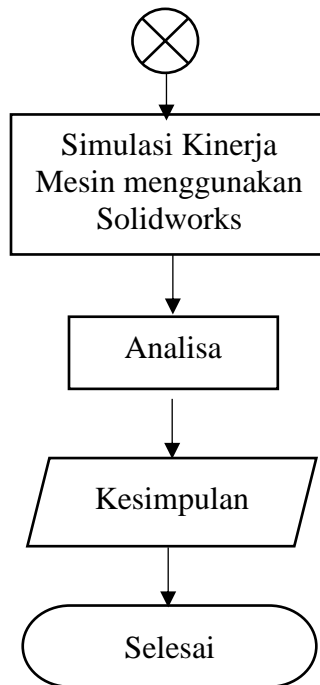 Simulasi Kinerja
Mesin menggunakan
Solidworks
Analisa
Kesimpulan
Selesai